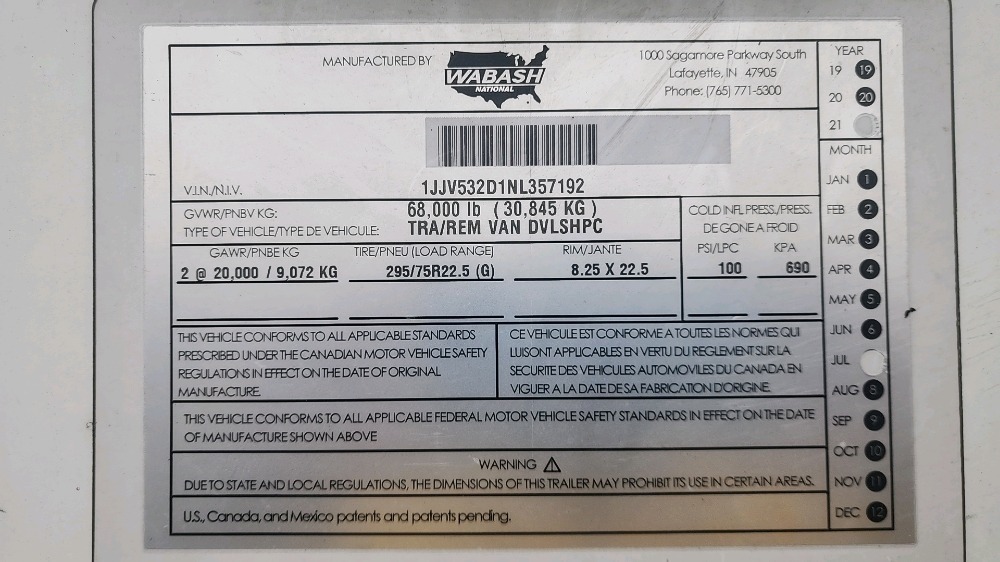 MANUFACTURED BY
WABASH
NATIONAL
1000 Sagamore Parkway South
Lafayette, IN 47905
Phone: (765) 771-5300
V.I.N./N.I.V.
1JJV532D1NL357192
GVWR/PNBV KG:
68,000 lb ( 30,845 KG )
TYPE OF VEHICLE/TYPE DE VEHICULE:
TRA/REM VAN DVLSHPC
COLD INFL PRESS./PRESS.
DE GONE A FROID
GAWR/PNBE KG
TIRE/PNEU (LOAD RANGE)
RIM/JANTE
PSI/LPC
KPA
2 @ 20,000 / 9,072 KG
295/75R22.5 (G)
8.25 X 22.5
100
690
THIS VEHICLE CONFORMS TO ALL APPLICABLE STANDARDS
PRESCRIBED UNDER THE CANADIAN MOTOR VEHICLE SAFETY
REGULATIONS IN EFFECT ON THE DATE OF ORIGINAL
MANUFACTURE.
CE VEHICULE EST CONFORME A TOUTES LES NORMES QUI
LUISONT APPLICABLES EN VERTU DU REGLEMENT SUR LA
SECURITE DES VEHICULES AUTOMOVILES DU CANADA EN
VIGUER A LA DATE DE SA FABRICATION D'ORIGINE.
THIS VEHICLE CONFORMS TO ALL APPLICABLE FEDERAL MOTOR VEHICLE SAFETY STANDARDS IN EFFECT ON THE DATE
OF MANUFACTURE SHOWN ABOVE
WARNING
DUE TO STATE AND LOCAL REGULATIONS, THE DIMENSIONS OF THIS TRAILER MAY PROHIBIT ITS USE IN CERTAIN AREAS.
U.S., Canada, and Mexico patents and patents pending.
YEAR
19 19
20 20
21
MONTH
JAN 1
FEB 2
MAR 3
APR 4
MAY 5
JUN 6
JUL
AUG 8
SEP 9
OCT 10
NOV 11
DEC 12